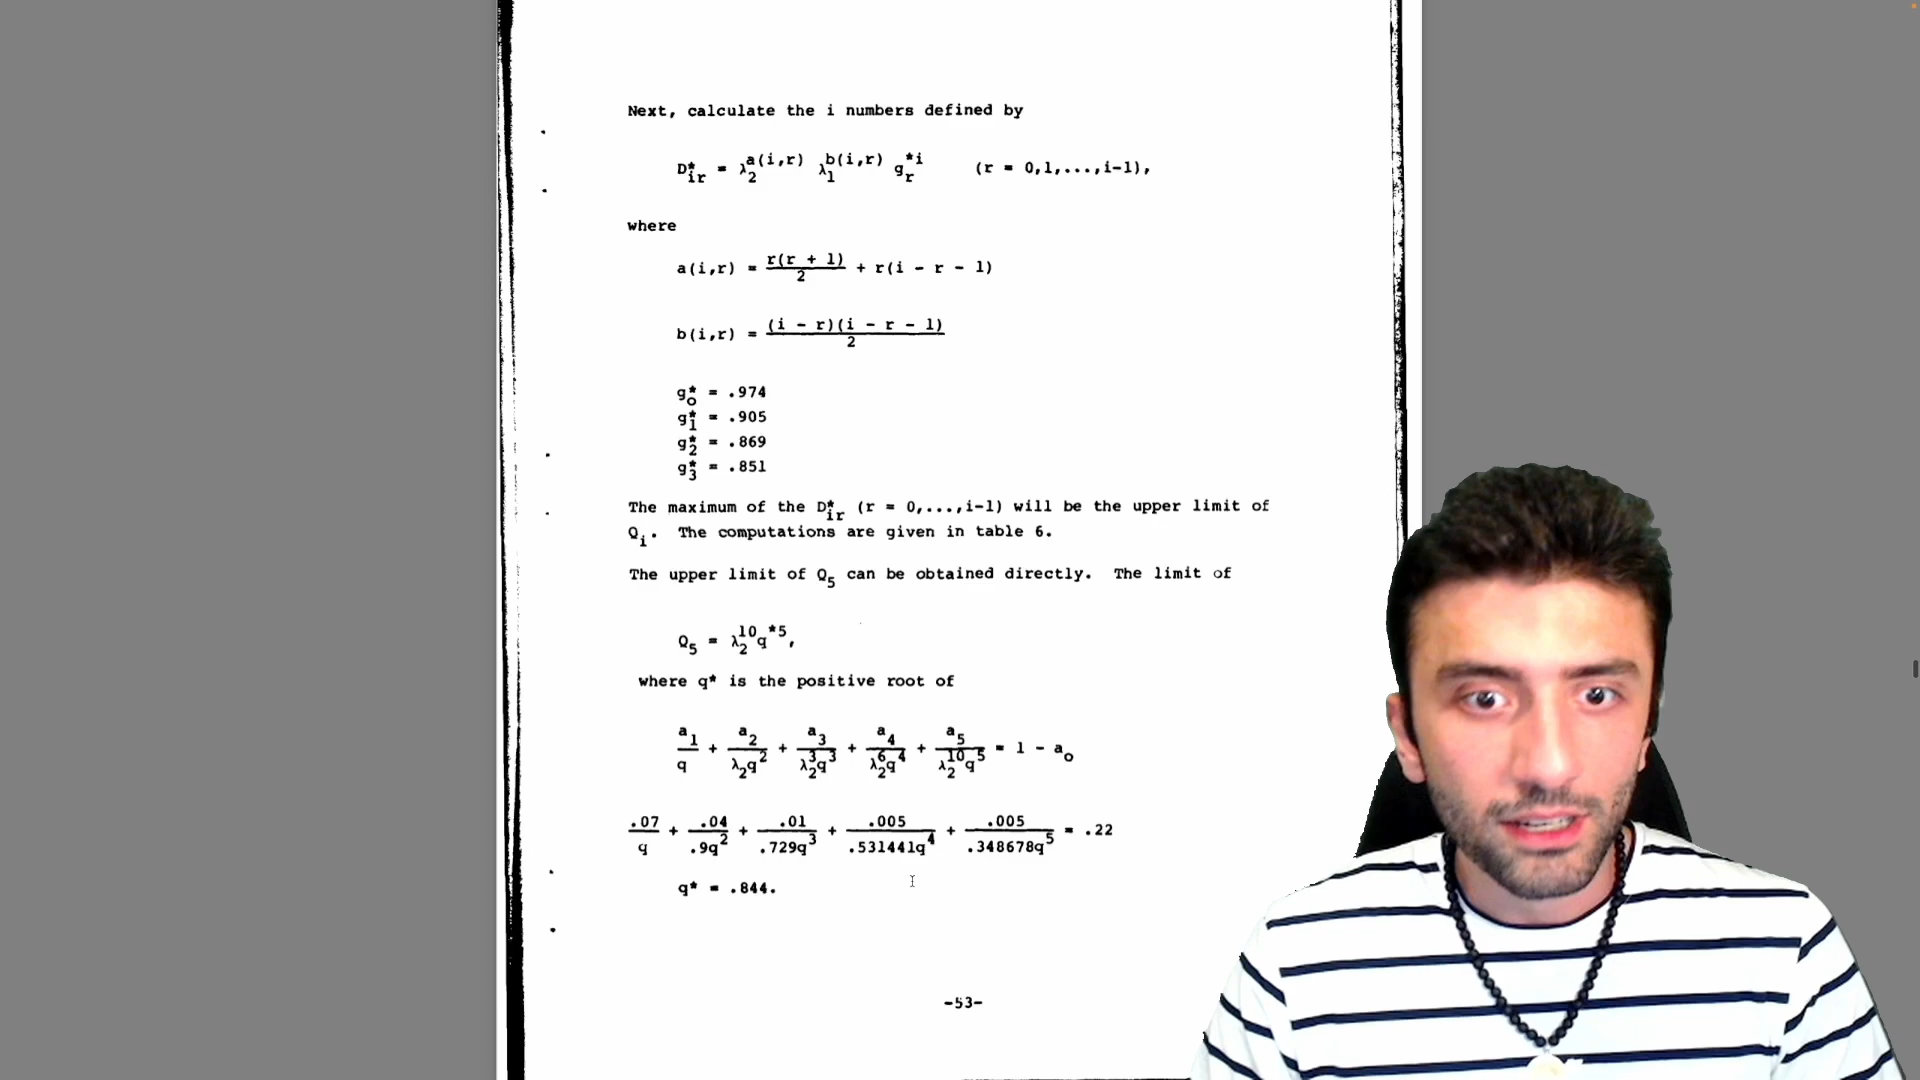 Next, calculate the i numbers defined by
D*ir = λ2^a(i,r) λ1^b(i,r) gr^*i (r = 0,1,...,i-1),
where
a(i,r) = r(r + 1)/2 + r(i - r - 1)
b(i,r) = (i - r)(i - r - 1)/2
g*o = .974
g*1 = .905
g*2 = .869
g*3 = .851
The maximum of the D*ir (r = 0,...,i-1) will be the upper limit of
Qi. The computations are given in table 6.
The upper limit of Q5 can be obtained directly. The limit of
Q5 = λ2^10 q^*5,
where q* is the positive root of
a1/q + a2/λ2q^2 + a3/λ2^3q^3 + a4/λ2^6q^4 + a5/λ2^10q^5 = 1 - ao
.07/q + .04/.9q^2 + .01/.729q^3 + .005/.531441q^4 + .005/.348678q^5 = .22
q* = .844.
-53-